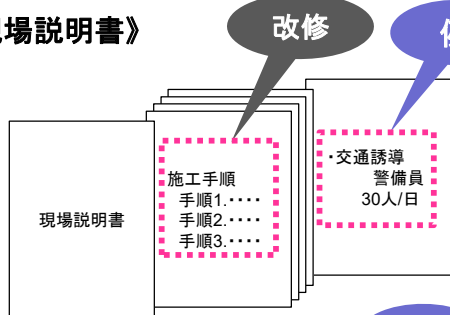 場説明書》
改修
現場説明書
施工手順
手順1.‥‥
手順2.‥‥
手順3.‥‥
・交通誘導
警備員
30人/日